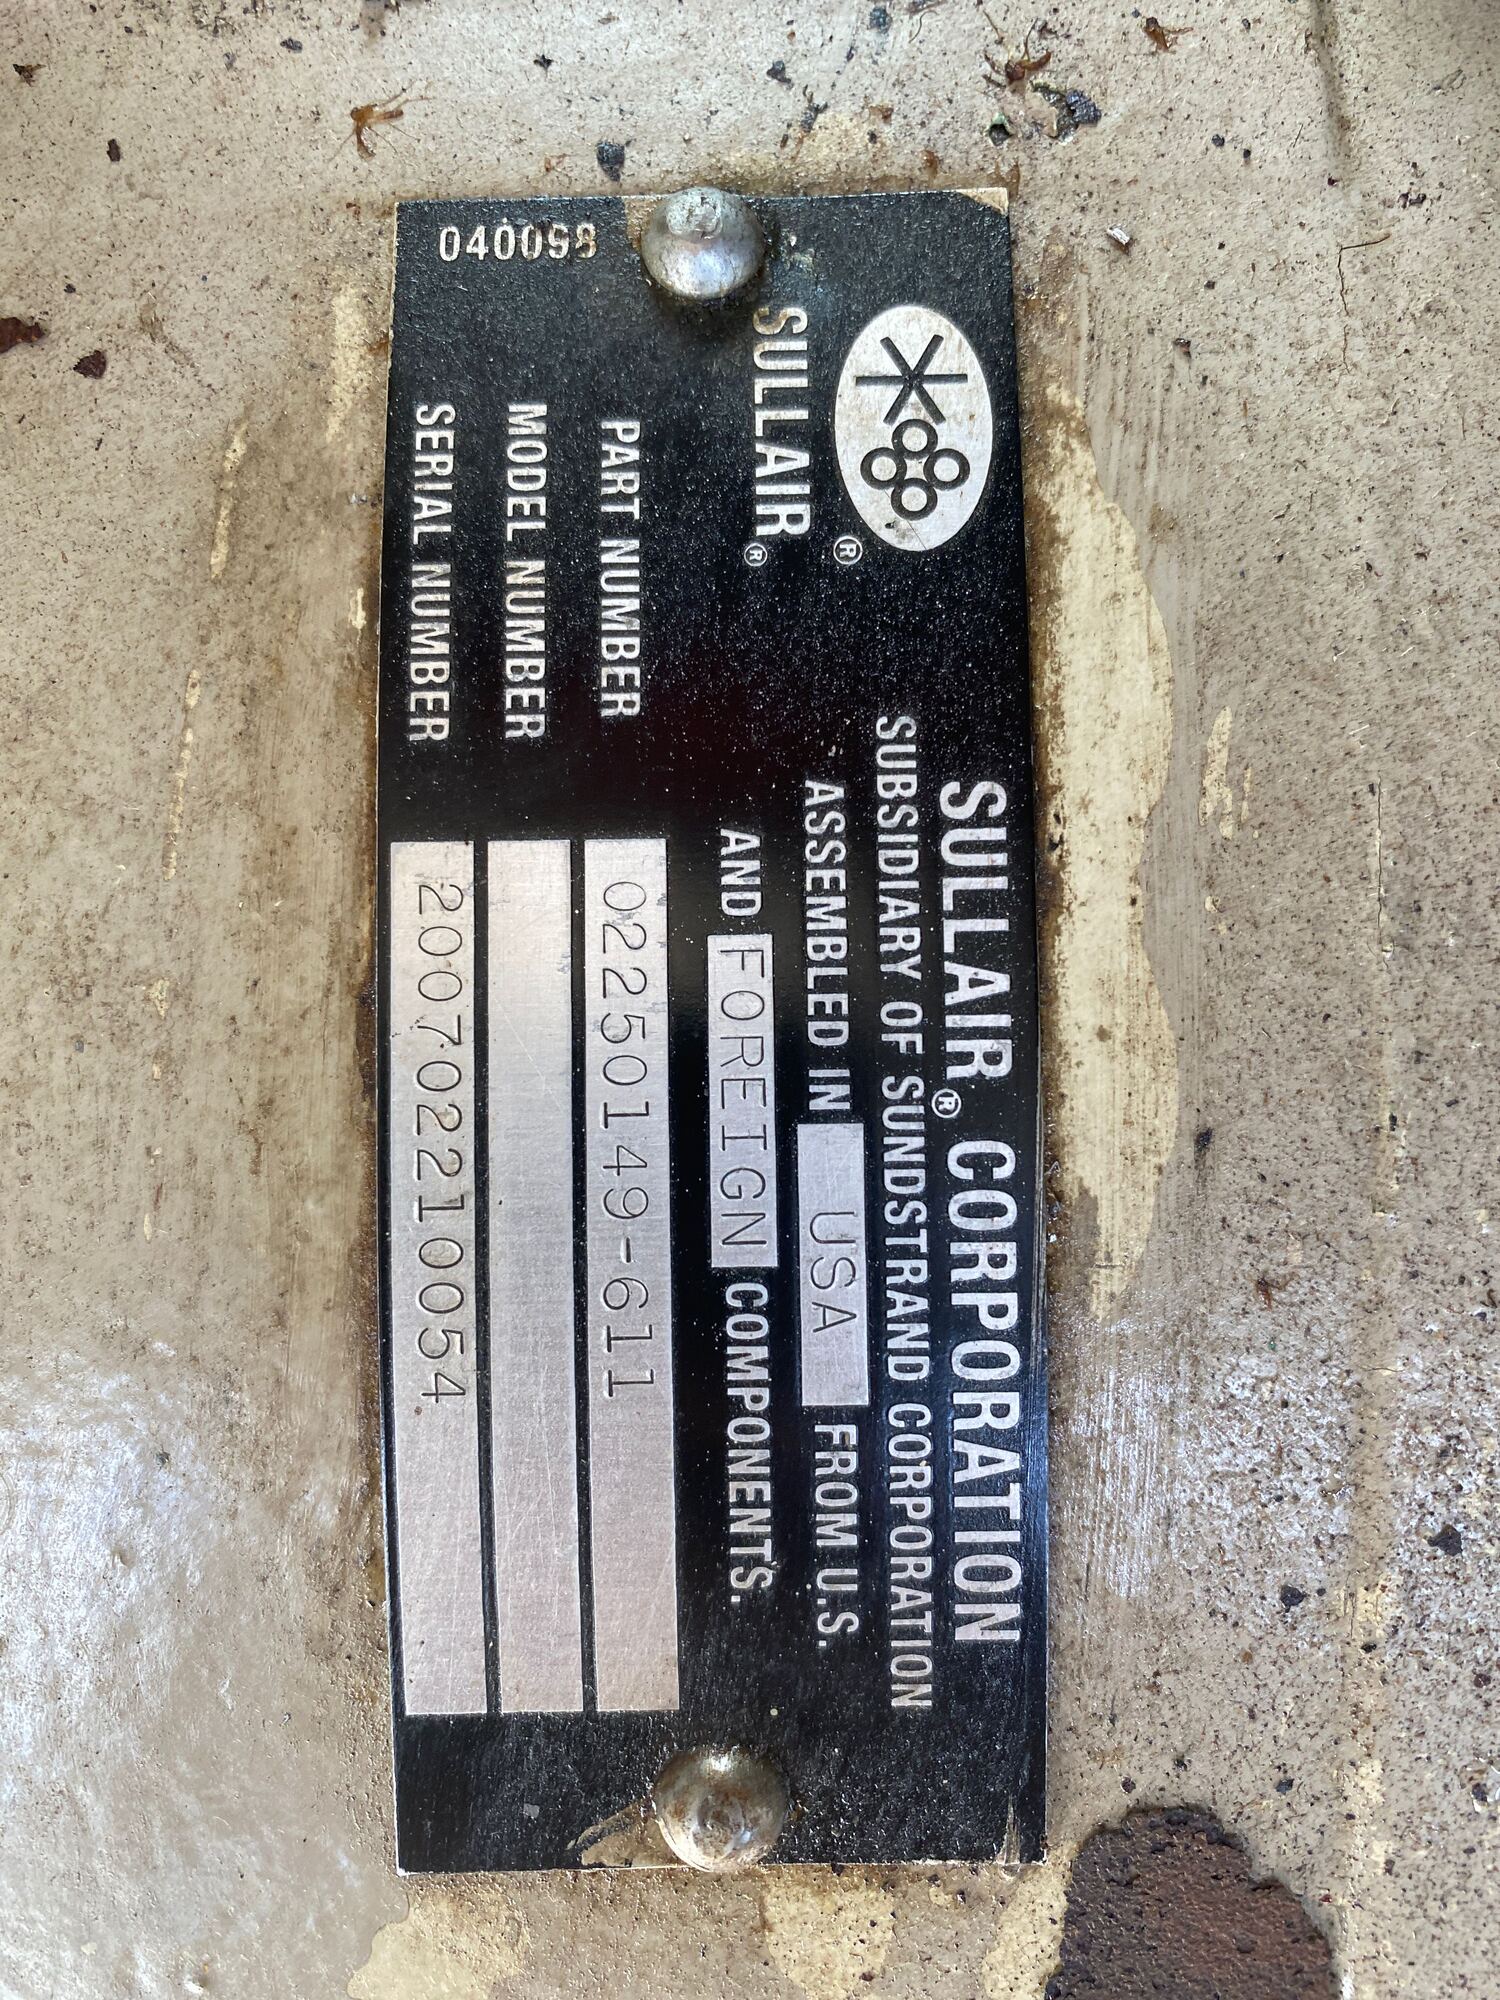 SULLAIR® CORPORATION
SUBSIDIARY OF SUNDSTRAND CORPORATION
ASSEMBLED IN USA FROM U.S.
AND FOREIGN COMPONENTS.
®
SULLAIR®
PART NUMBER 02250149-611
MODEL NUMBER
SERIAL NUMBER 200702210054
040098